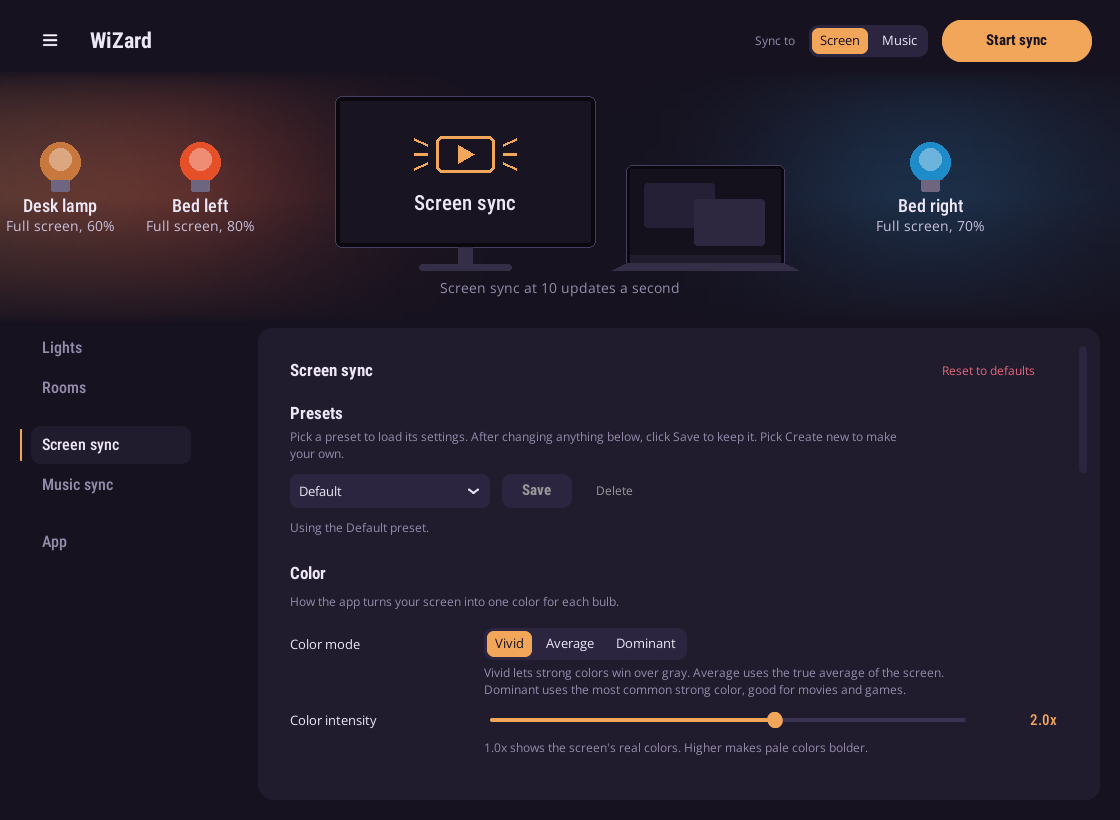 WiZard
Sync to
Screen
Music
Start sync
Screen sync
Desk lamp
Full screen, 60%
Bed left
Full screen, 80%
Bed right
Full screen, 70%
Screen sync at 10 updates a second
Lights
Rooms
Screen sync
Music sync
App
Screen sync
Reset to defaults
Presets
Pick a preset to load its settings. After changing anything below, click Save to keep it. Pick Create new to make
your own.
Default
Save
Delete
Using the Default preset.
Color
How the app turns your screen into one color for each bulb.
Color mode
Vivid
Average
Dominant
Vivid lets strong colors win over gray. Average uses the true average of the screen.
Dominant uses the most common strong color, good for movies and games.
Color intensity
2.0x
1.0x shows the screen's real colors. Higher makes pale colors bolder.